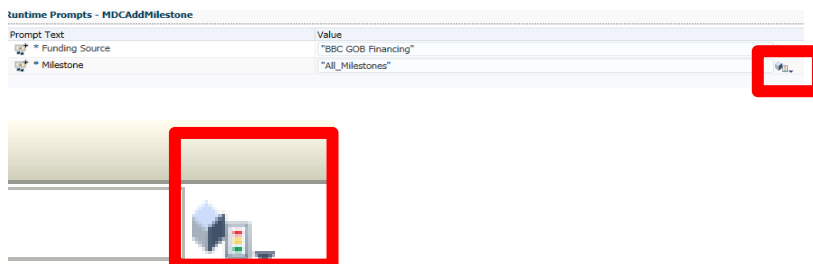 Runtime Prompts - MDCAddMilestone
Prompt Text Value
* Funding Source "BBC GOB Financing"
* Milestone "All_Milestones"